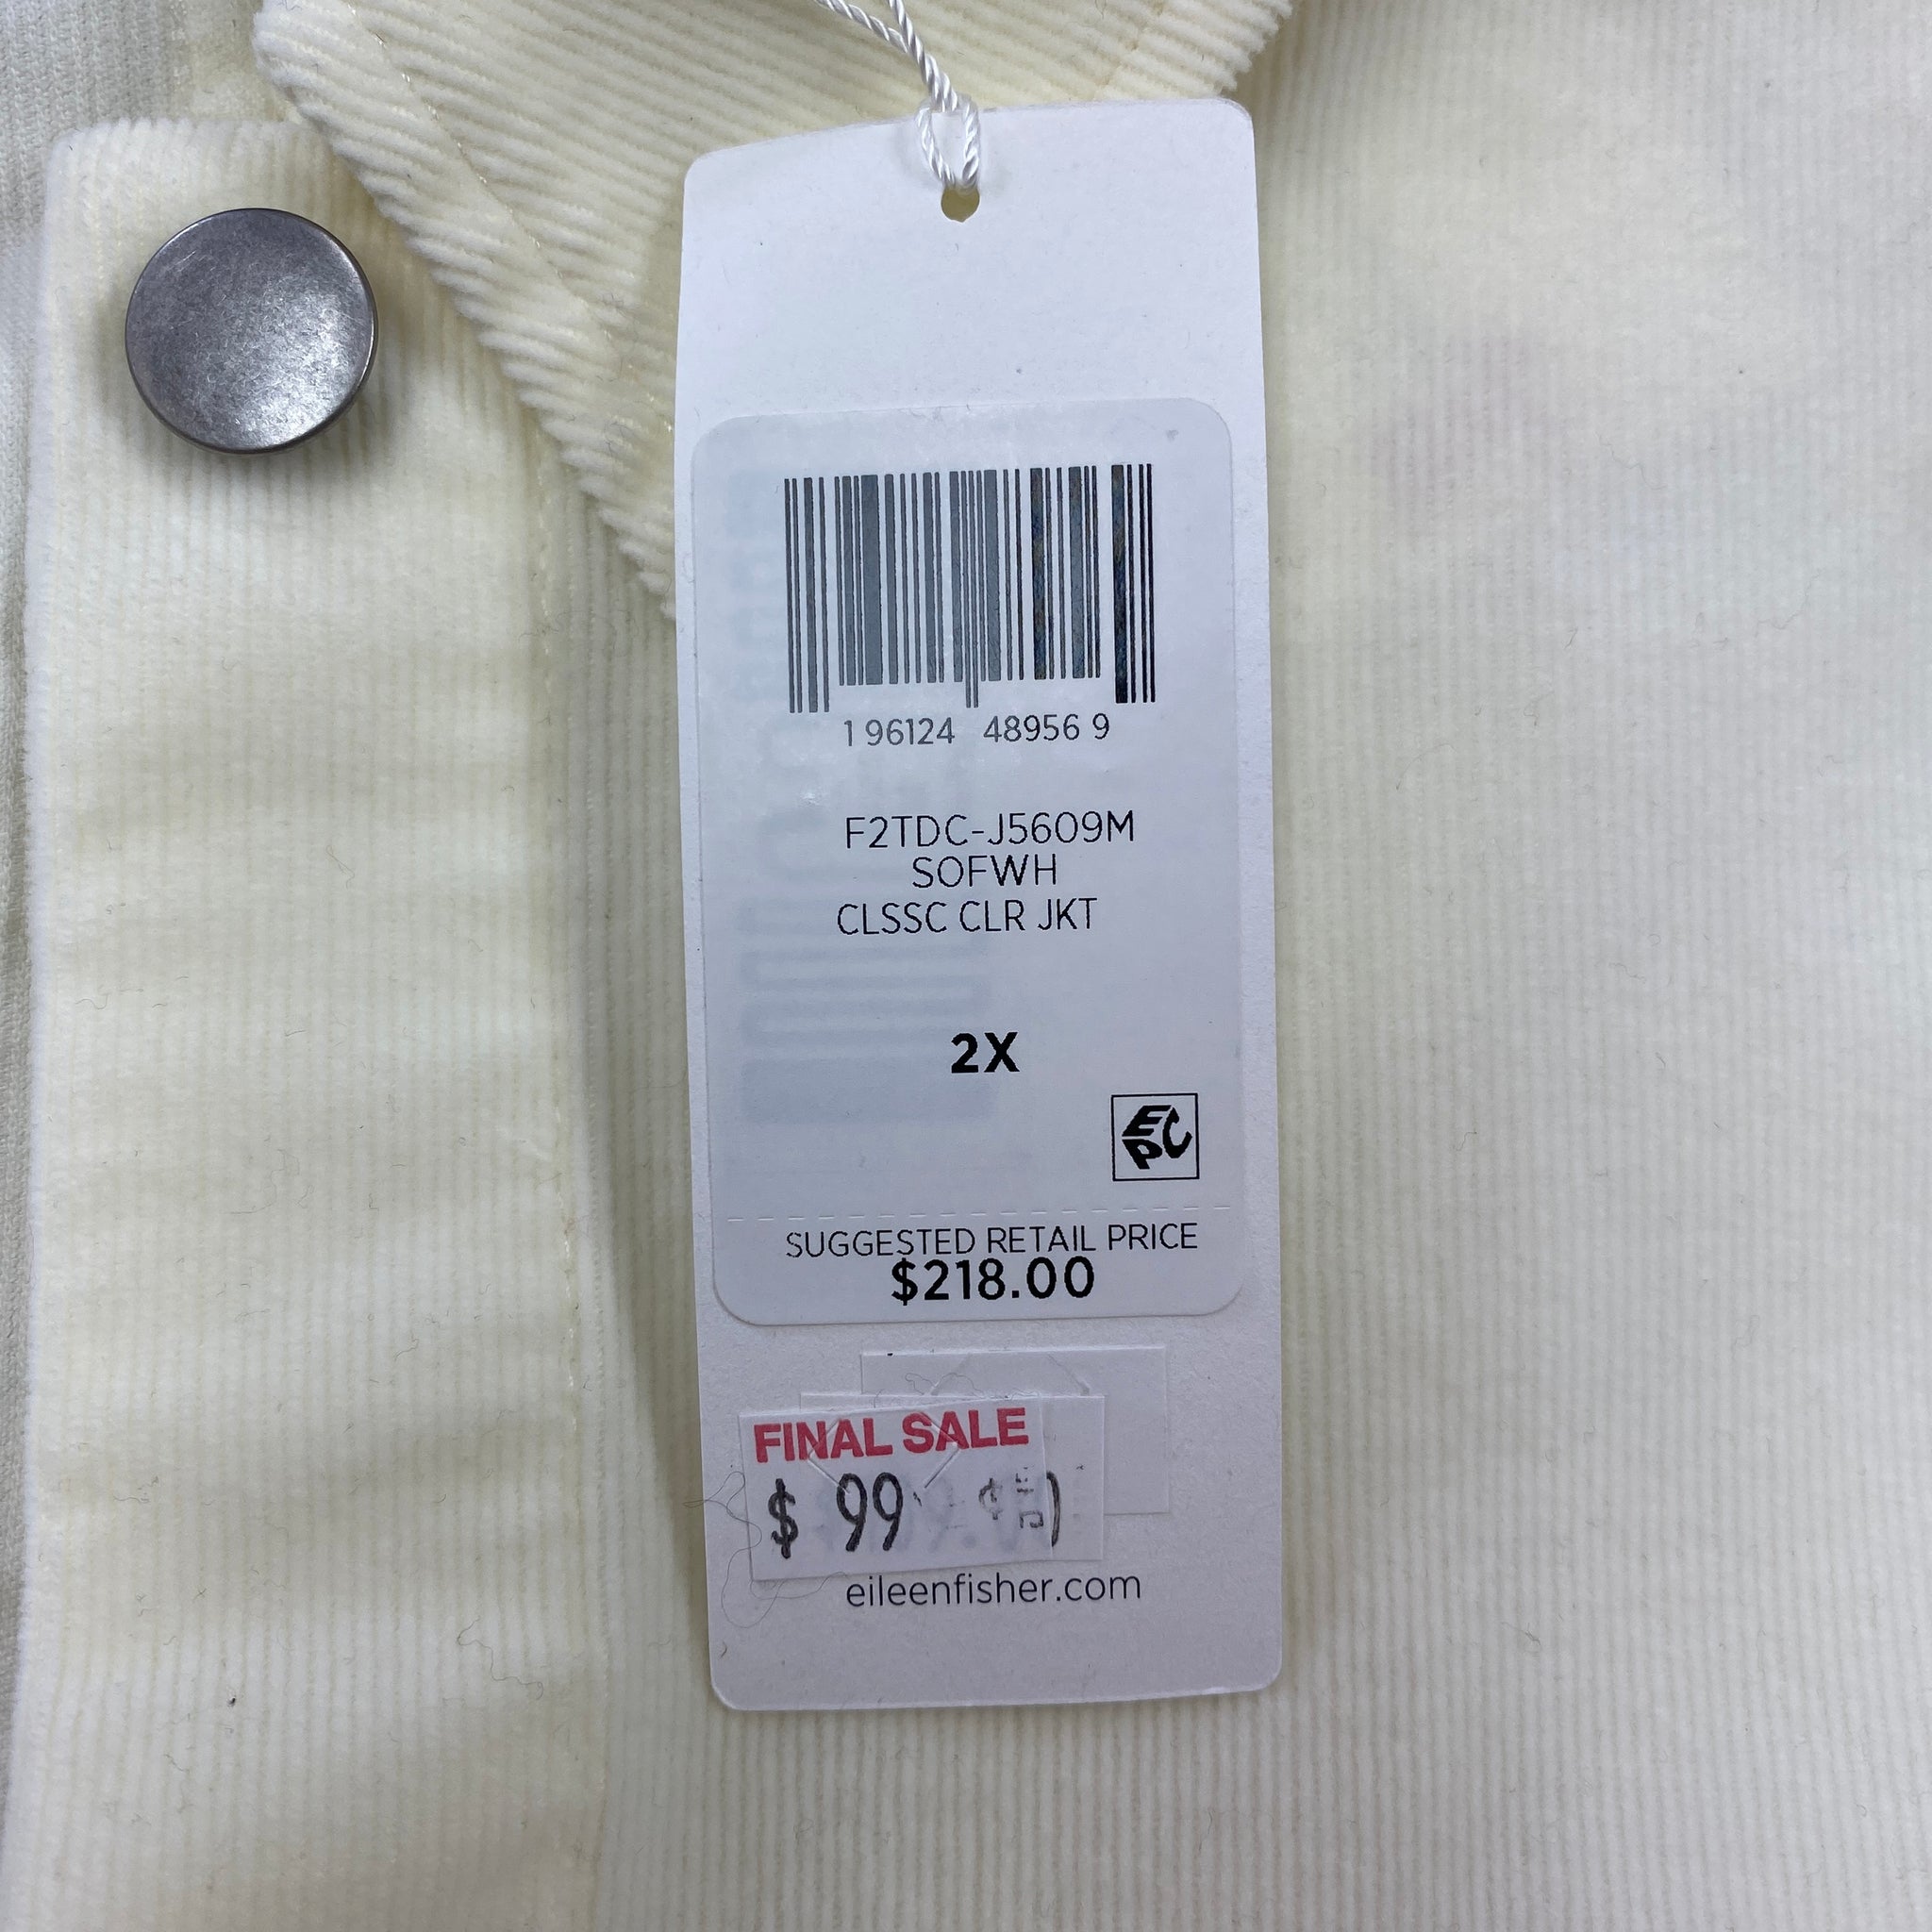 1 96124 48956 9
F2TDC-J5609M
SOFWH
CLSSC CLR JKT
2X
EPC
SUGGESTED RETAIL PRICE
$218.00
FINAL SALE
$ 99
eileenfisher.com